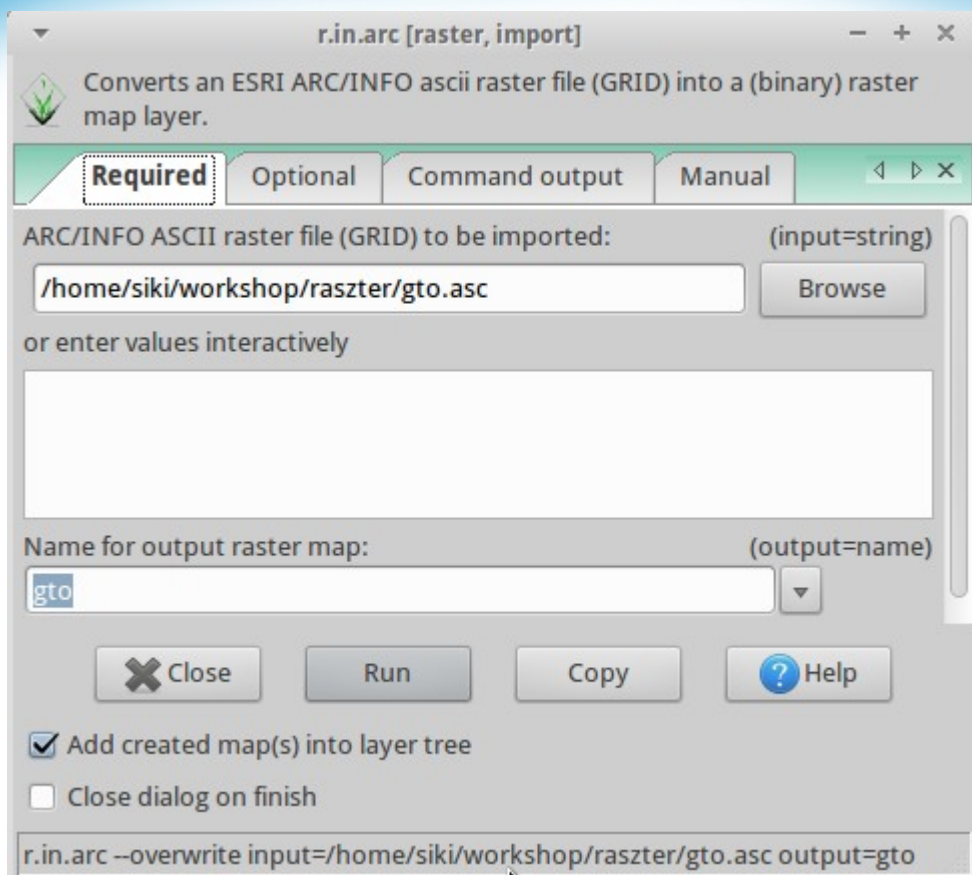 r.in.arc [raster, import]
Converts an ESRI ARC/INFO ascii raster file (GRID) into a (binary) raster
map layer.
Required Optional Command output Manual
ARC/INFO ASCII raster file (GRID) to be imported: (input=string)
/home/siki/workshop/raszter/gto.asc Browse
or enter values interactively
Name for output raster map: (output=name)
gto
Close Run Copy Help
Add created map(s) into layer tree
Close dialog on finish
r.in.arc --overwrite input=/home/siki/workshop/raszter/gto.asc output=gto